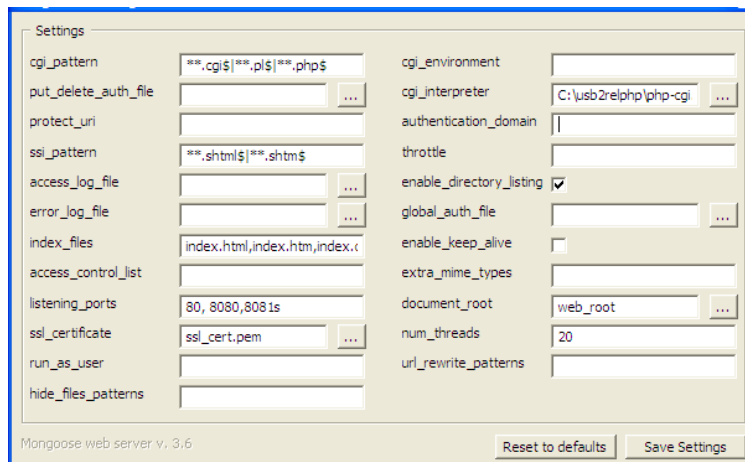 Settings
cgi_pattern **.cgi$|**.pl$|**.php$ cgi_environment
put_delete_auth_file ... cgi_interpreter C:\usb2relphp\php-cgi ...
protect_uri authentication_domain
ssi_pattern **.shtml$|**.shtm$ throttle
access_log_file ... enable_directory_listing
error_log_file ... global_auth_file ...
index_files index.html,index.htm,index.c enable_keep_alive
access_control_list extra_mime_types
listening_ports 80, 8080,8081s document_root web_root ...
ssl_certificate ssl_cert.pem ... num_threads 20
run_as_user url_rewrite_patterns
hide_files_patterns
Mongoose web server v. 3.6 Reset to defaults Save Settings